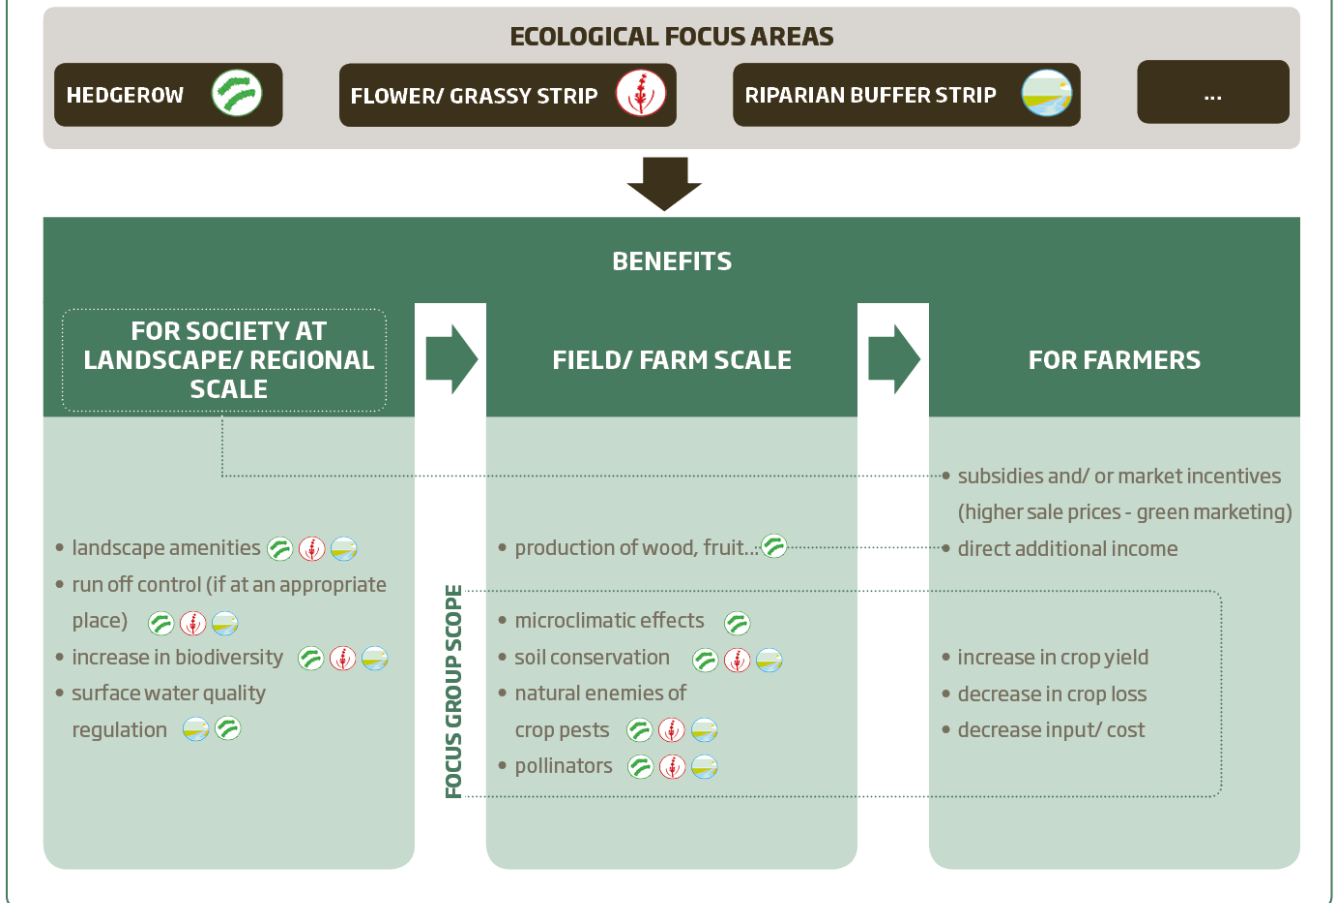 ECOLOGICAL FOCUS AREAS
HEDGEROW
FLOWER/ GRASSY STRIP
RIPARIAN BUFFER STRIP
...
BENEFITS
FOR SOCIETY AT
LANDSCAPE/ REGIONAL
SCALE
FIELD/ FARM SCALE
FOR FARMERS
• landscape amenities
• run off control (if at an appropriate
place)
• increase in biodiversity
• surface water quality
regulation
FOCUS GROUP SCOPE
• production of wood, fruit...
• microclimatic effects
• soil conservation
• natural enemies of
crop pests
• pollinators
• subsidies and/ or market incentives
(higher sale prices - green marketing)
• direct additional income
• increase in crop yield
• decrease in crop loss
• decrease input/ cost